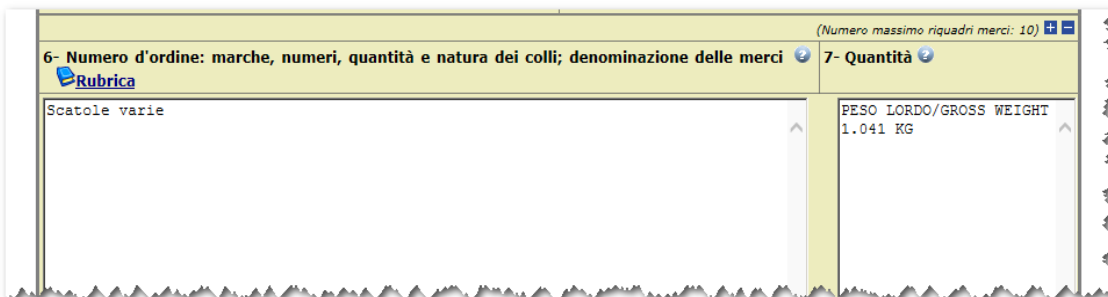 (Numero massimo riquadri merci: 10)
6- Numero d'ordine: marche, numeri, quantità e natura dei colli; denominazione delle merci
7- Quantità
Rubrica
Scatole varie
PESO LORDO/GROSS WEIGHT
1.041 KG